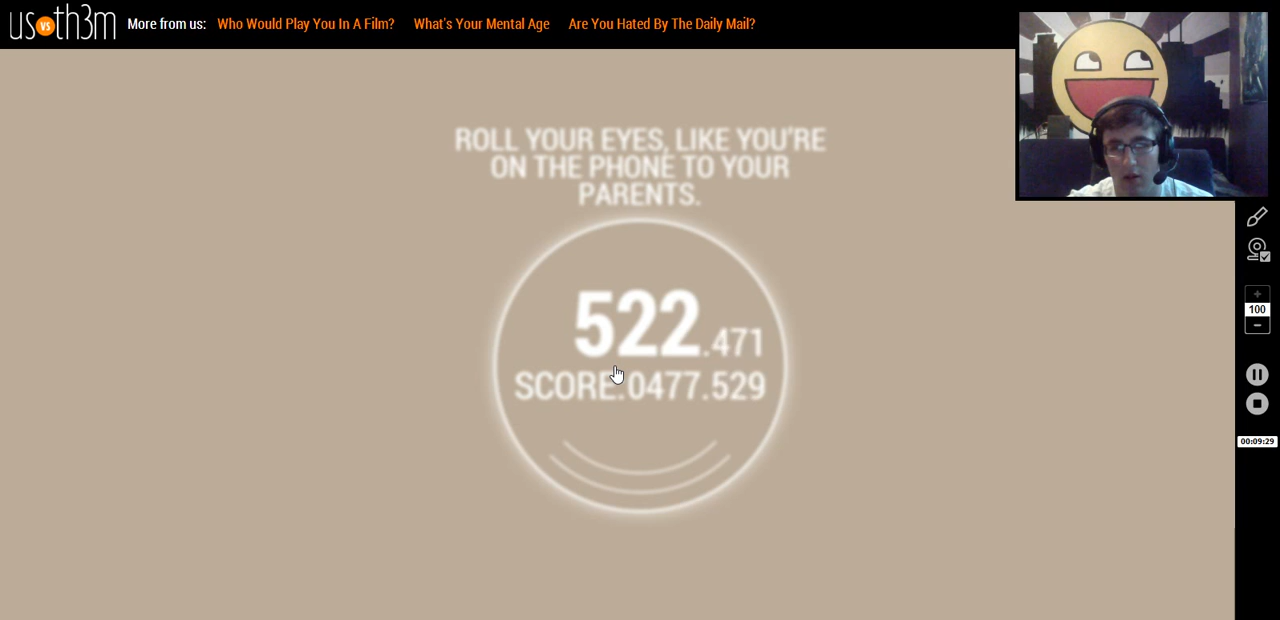 usvsth3m More from us: Who Would Play You In A Film? What's Your Mental Age Are You Hated By The Daily Mail?
ROLL YOUR EYES, LIKE YOU'RE
ON THE PHONE TO YOUR
PARENTS.
522.471
SCORE:0477.529
100
00:09:29